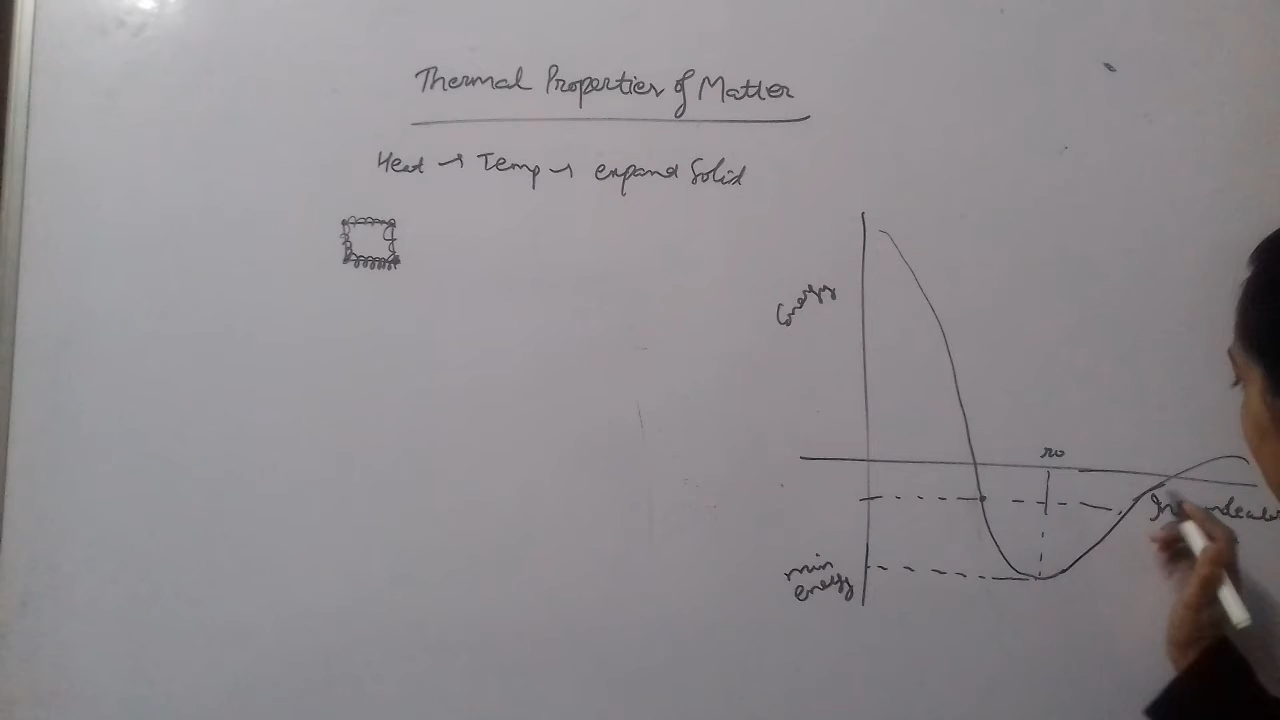 Thermal Properties of Matter
Heat → Temp → expand Solid
Energy
r0
min
energy